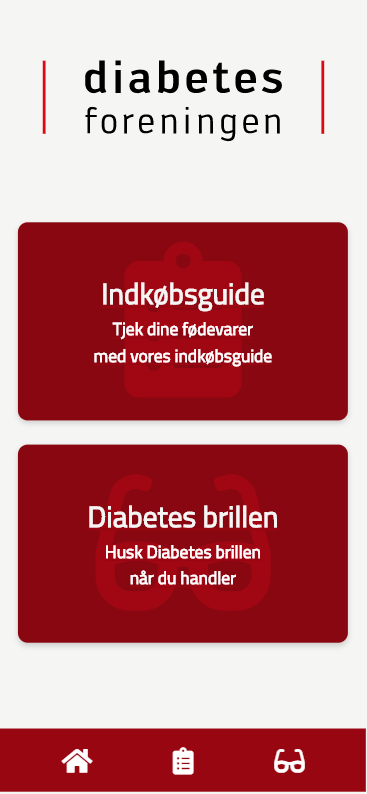 diabetes
foreningen
Indkøbsguide
Tjek dine fødevarer
med vores indkøbsguide
Diabetes brillen
Husk Diabetes brillen
når du handler